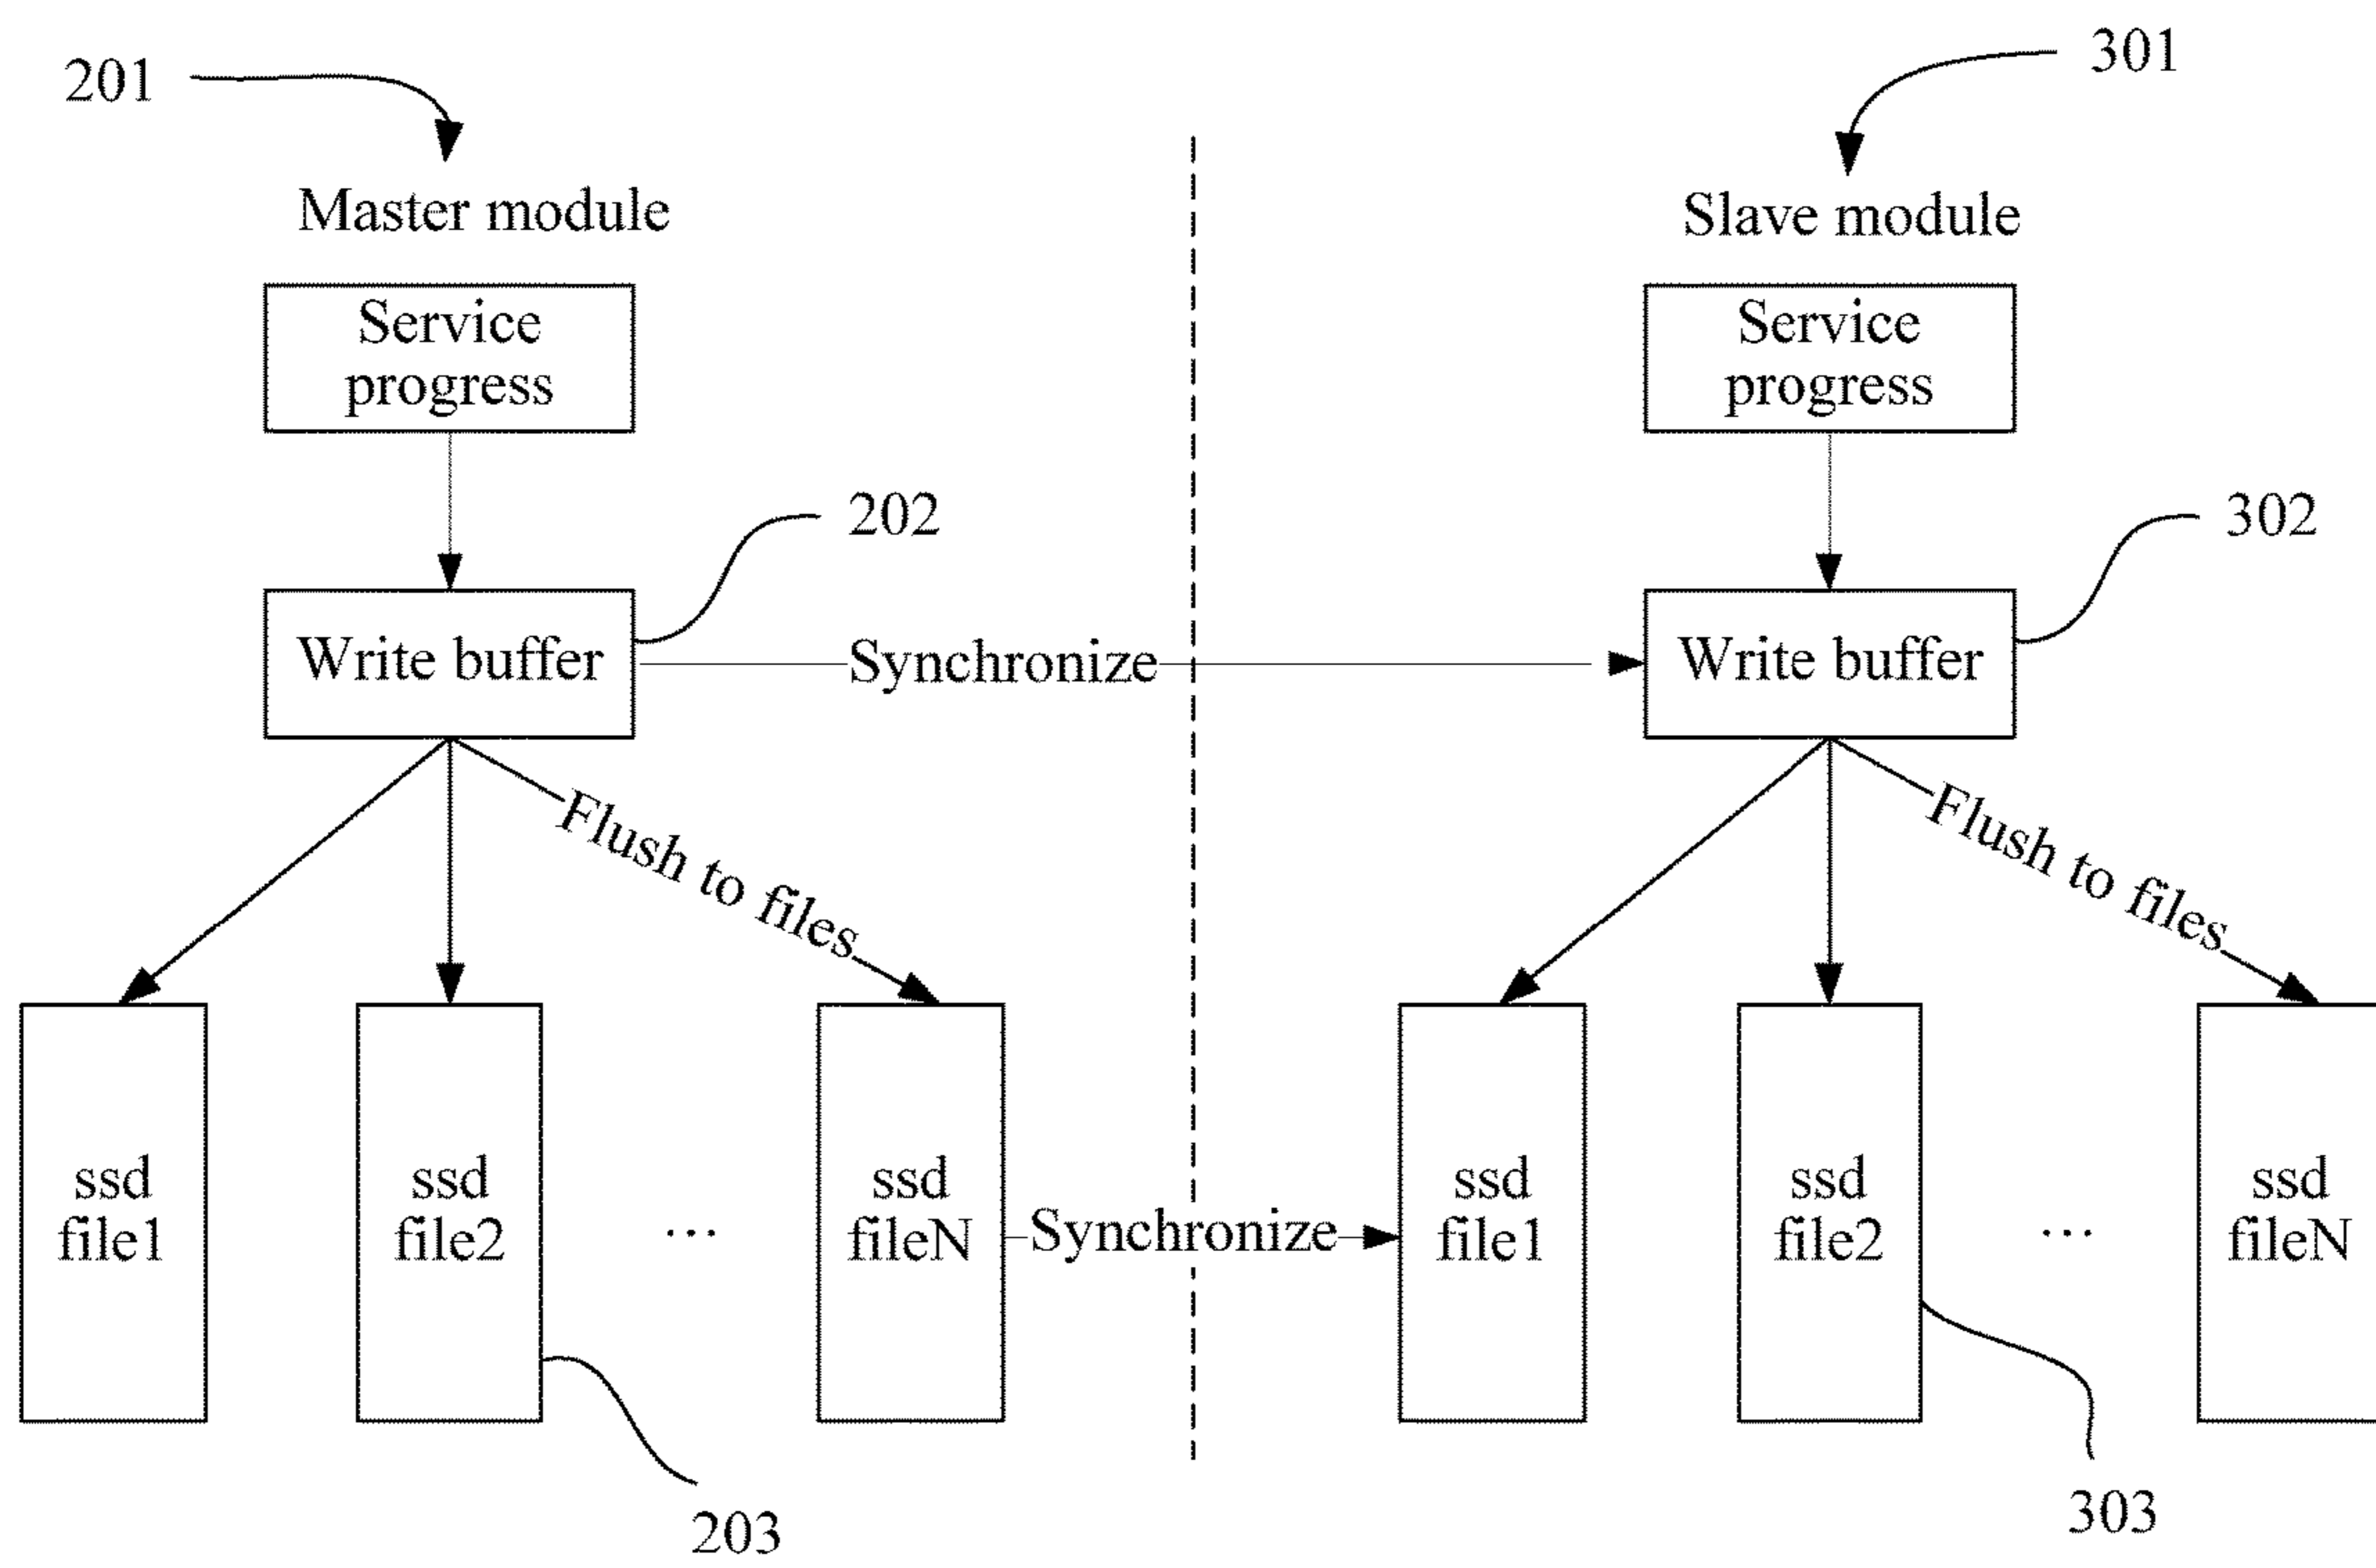 201
301
Master module
Slave module
Service
progress
Service
progress
202
302
Write buffer
Synchronize
Write buffer
Flush to files
Flush to files
ssd
file1
ssd
file2
...
ssd
fileN
Synchronize
ssd
file1
ssd
file2
...
ssd
fileN
203
303